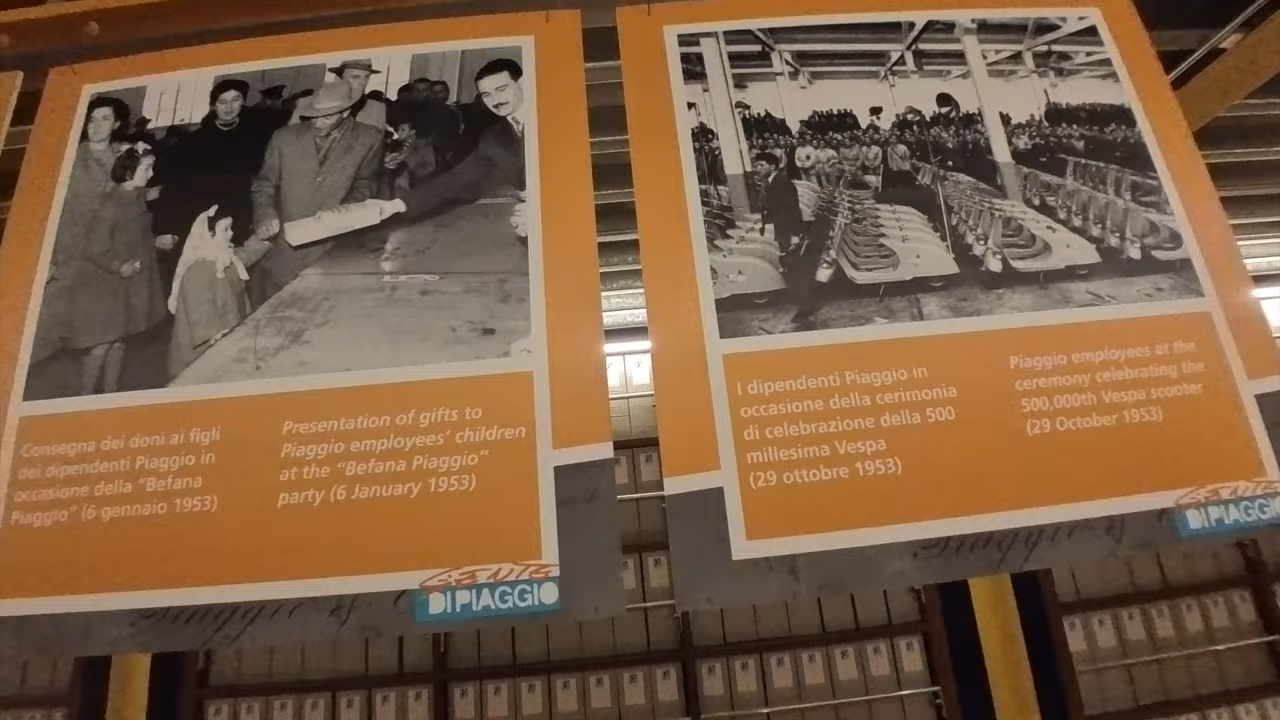 Consegna dei doni ai figli
dei dipendenti Piaggio in
occasione della "Befana
Piaggio" (6 gennaio 1953)
Presentation of gifts to
Piaggio employees' children
at the "Befana Piaggio"
party (6 January 1953)
GENTE
DI PIAGGIO
I dipendenti Piaggio in
occasione della cerimonia
di celebrazione della 500
millesima Vespa
(29 ottobre 1953)
Piaggio employees at the
ceremony celebrating the
500,000th Vespa scooter
(29 October 1953)
GENTE
DI PIAGGIO